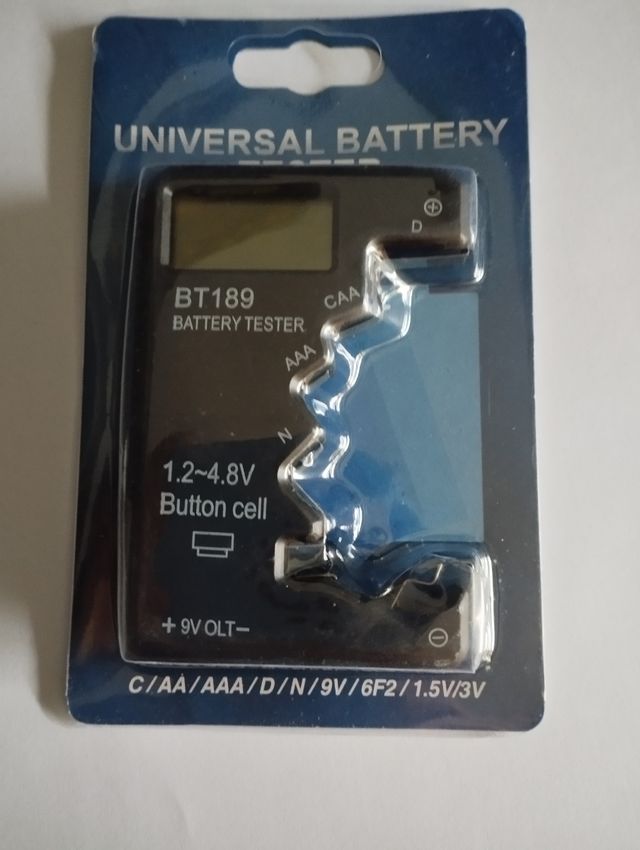 UNIVERSAL BATTERY
TESTER
D
CAA
BT189
BATTERY TESTER
AAA
N
1.2~4.8V
Button cell
+ 9V OLT−
C/AA/AAA/D/N/9V/6F2/1.5V/3V